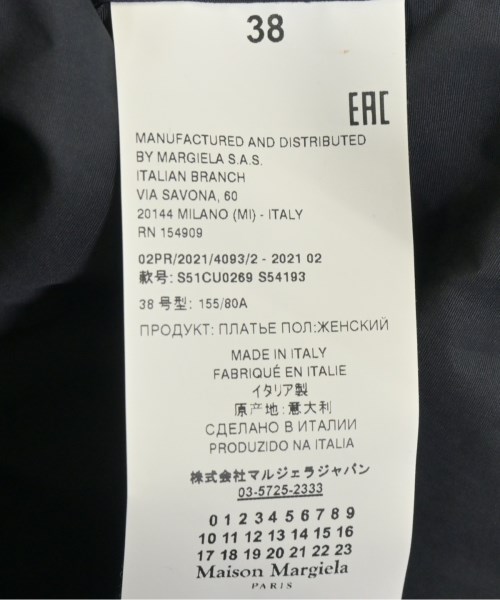 38
EAC
MANUFACTURED AND DISTRIBUTED
BY MARGIELA S.A.S.
ITALIAN BRANCH
VIA SAVONA, 60
20144 MILANO (MI) - ITALY
RN 154909
02PR/2021/4093/2 - 2021 02
款号: S51CU0269 S54193
38 号型: 155/80A
ПРОДУКТ: ПЛАТЬЕ ПОЛ:ЖЕНСКИЙ
MADE IN ITALY
FABRIQUÉ EN ITALIE
イタリア製
原产地:意大利
СДЕЛАНО В ИТАЛИИ
PRODUZIDO NA ITALIA
株式会社マルジェラジャパン
03-5725-2333
0 1 2 3 4 5 6 7 8 9
10 11 12 13 14 15 16
17 18 19 20 21 22 23
Maison Margiela
PARIS